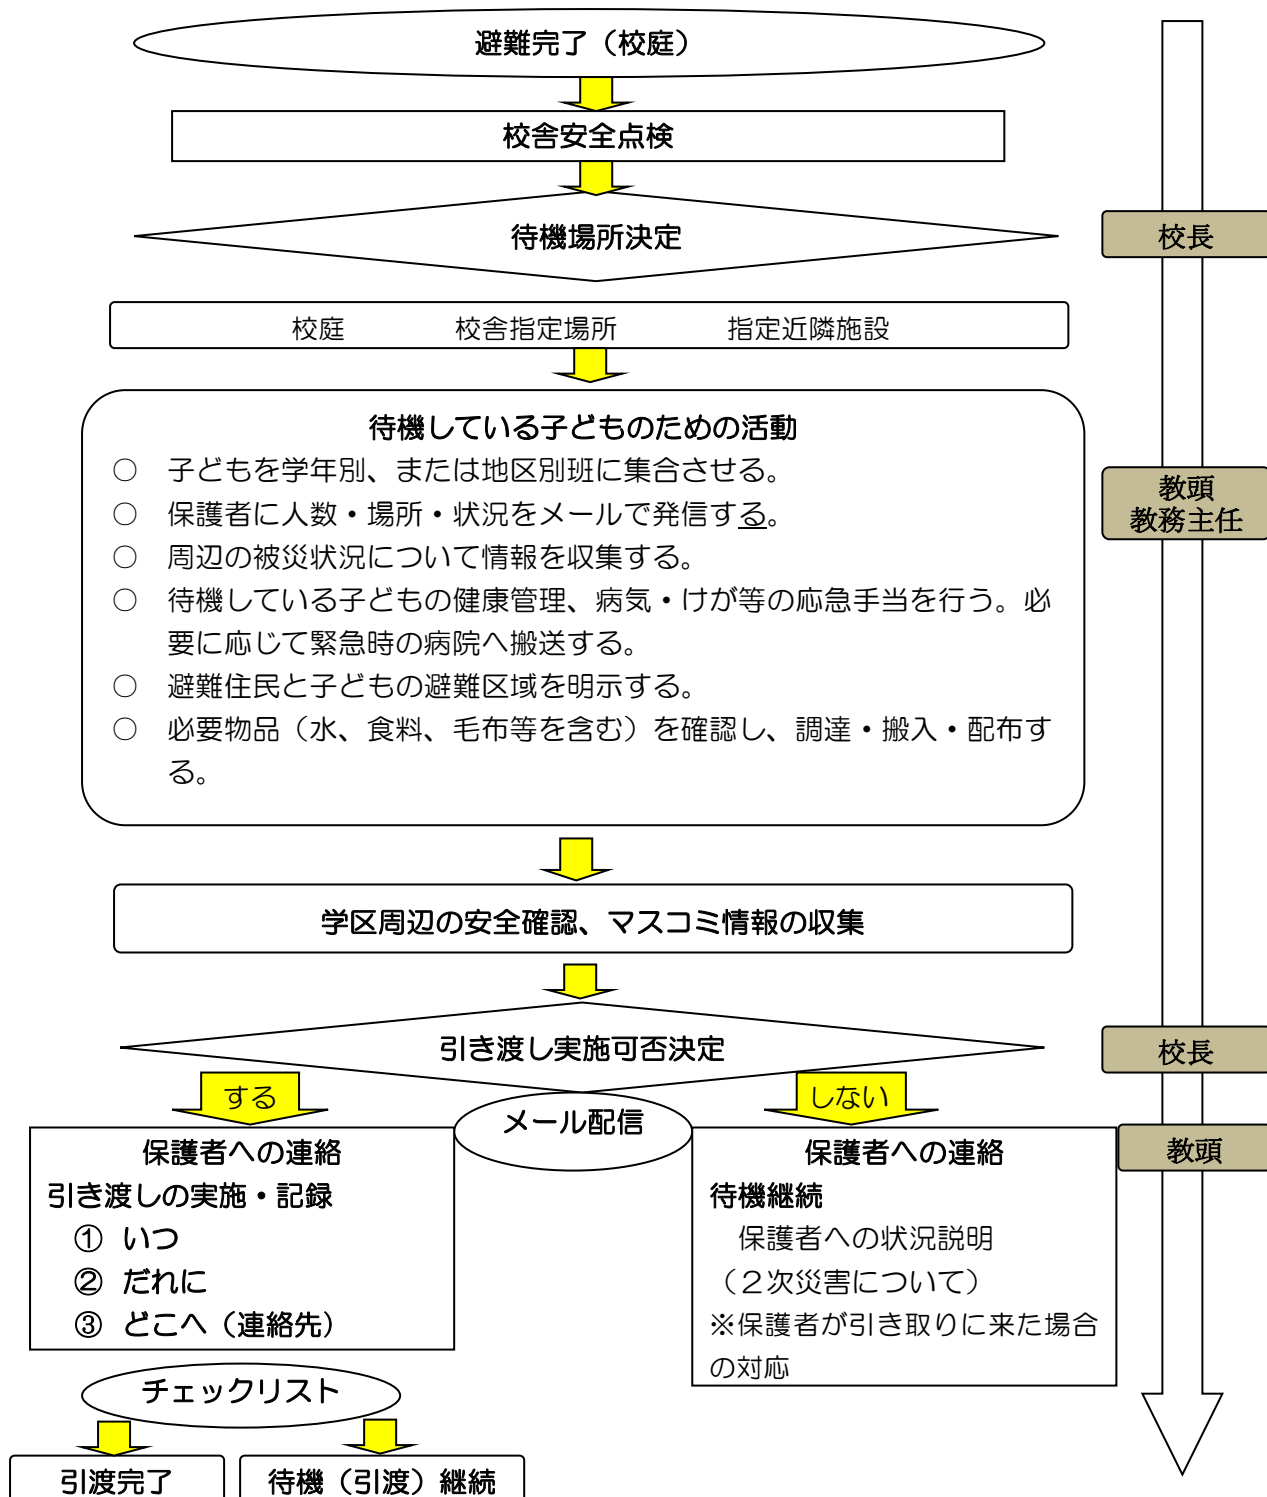 避難完了（校庭）
校舎安全点検
待機場所決定
校長
校庭　校舎指定場所　指定近隣施設
待機している子どものための活動
○　子どもを学年別、または地区別班に集合させる。
○　保護者に人数・場所・状況をメールで発信する。
○　周辺の被災状況について情報を収集する。
○　待機している子どもの健康管理、病気・けが等の応急手当を行う。必
要に応じて緊急時の病院へ搬送する。
○　避難住民と子どもの避難区域を明示する。
○　必要物品（水、食料、毛布等を含む）を確認し、調達・搬入・配布す
る。
教頭
教務主任
学区周辺の安全確認、マスコミ情報の収集
引き渡し実施可否決定
校長
する
しない
メール配信
教頭
保護者への連絡
引き渡しの実施・記録
①　いつ
②　だれに
③　どこへ（連絡先）
保護者への連絡
待機継続
保護者への状況説明
（２次災害について）
※保護者が引き取りに来た場合
の対応
チェックリスト
引渡完了
待機（引渡）継続